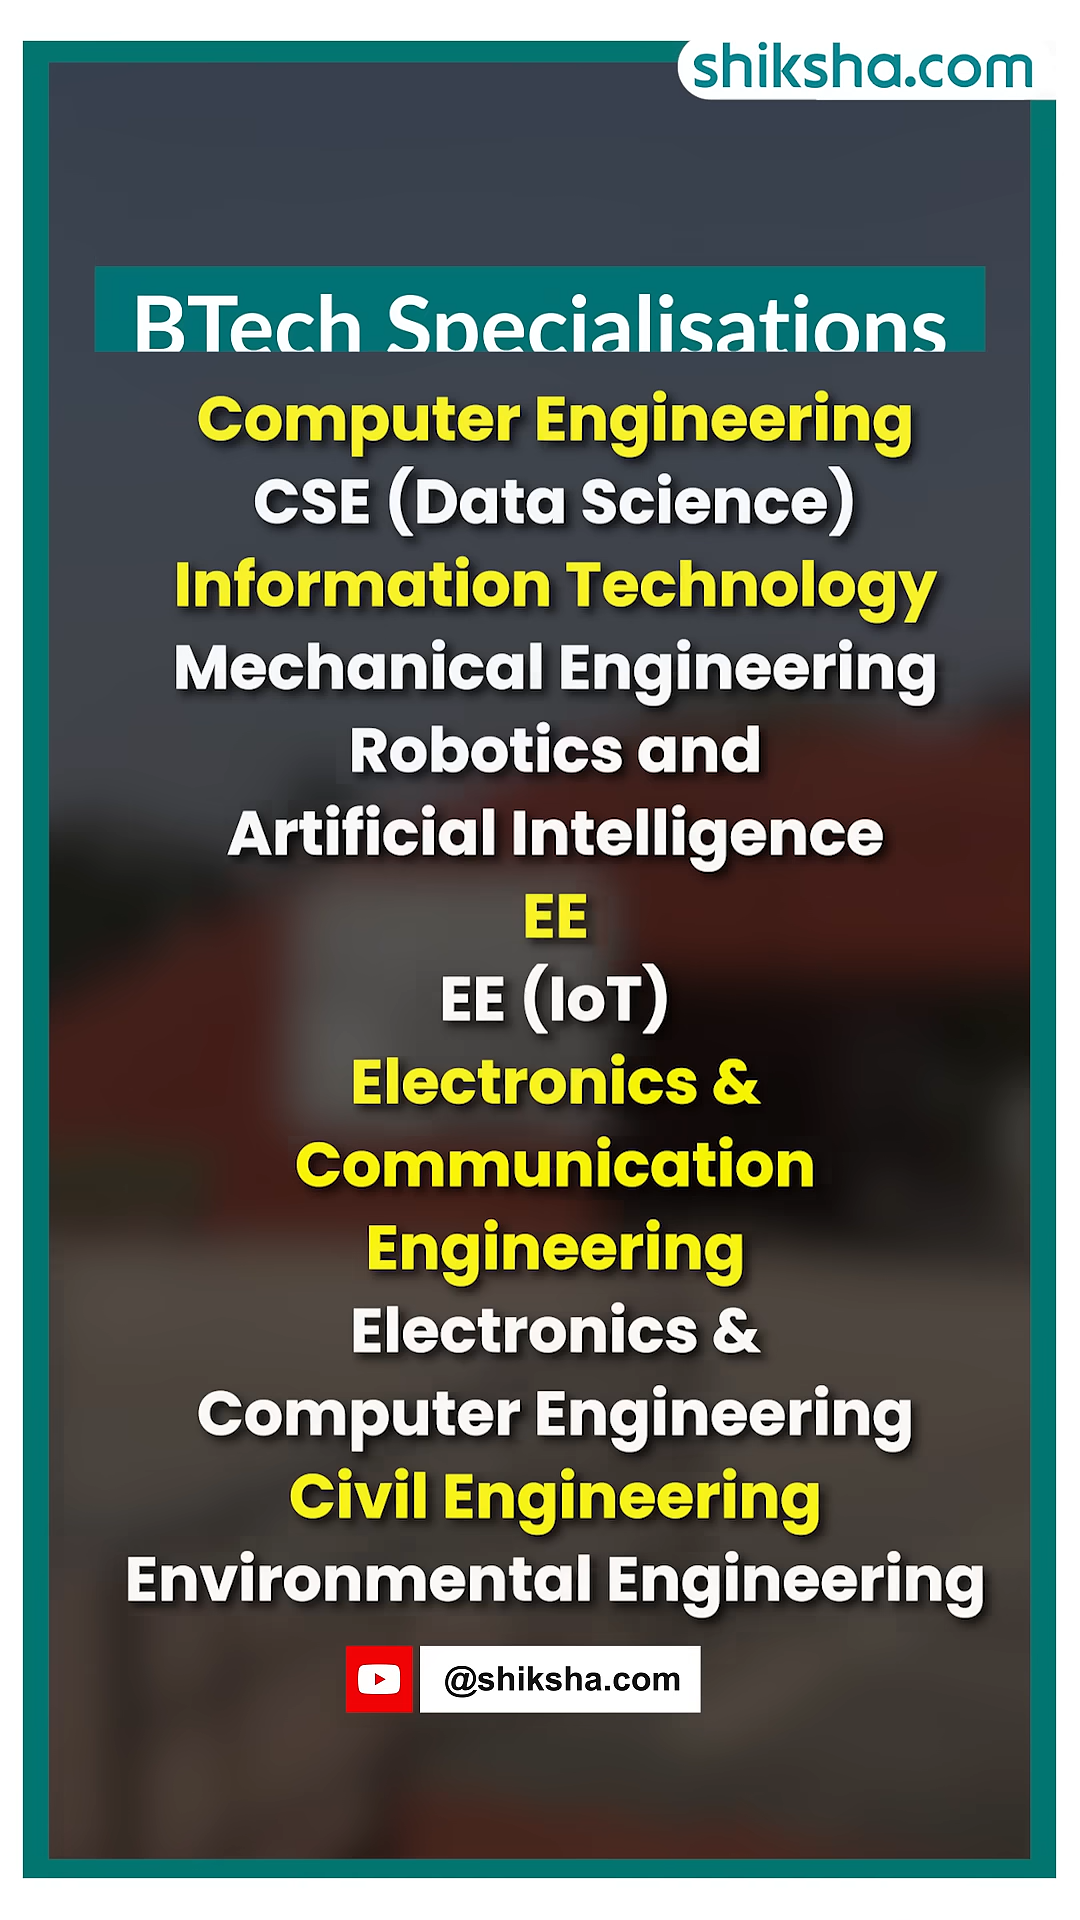 shiksha.com
BTech Specialisations
Computer Engineering
CSE (Data Science)
Information Technology
Mechanical Engineering
Robotics and
Artificial Intelligence
EE
EE (IoT)
Electronics &
Communication
Engineering
Electronics &
Computer Engineering
Civil Engineering
Environmental Engineering
@shiksha.com